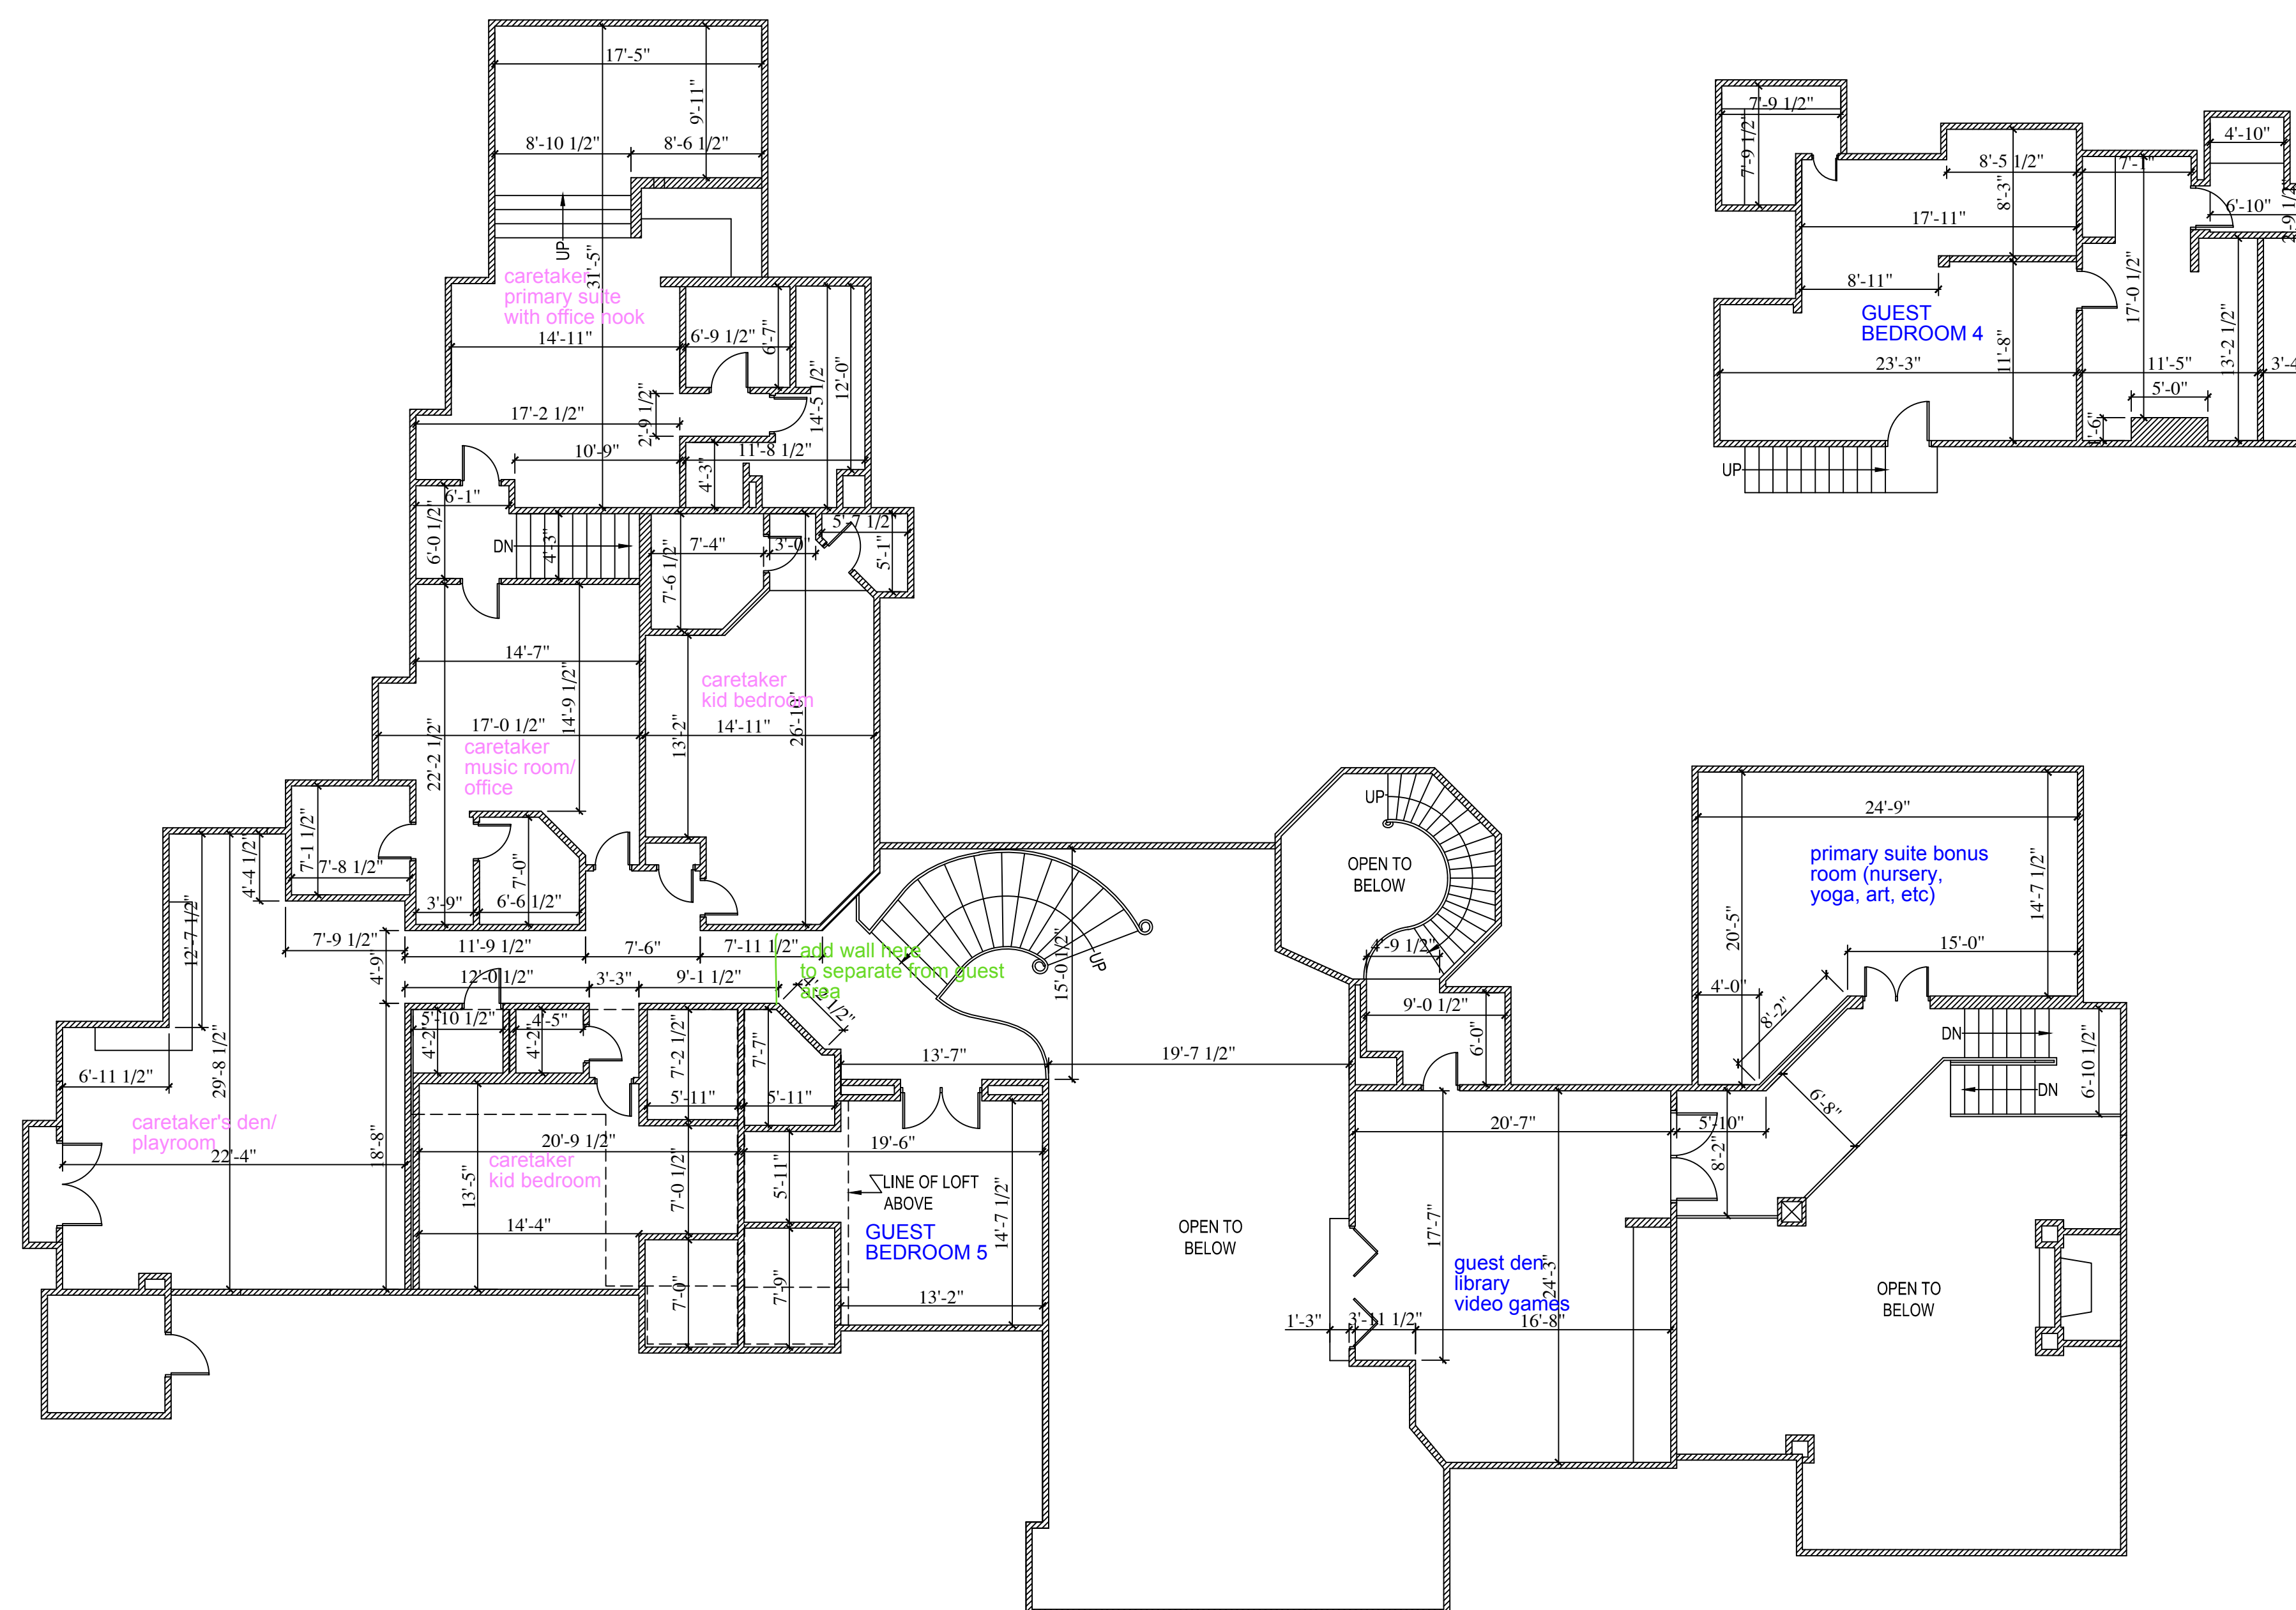 17'-5"
9'-11"
8'-10 1/2"
8'-6 1/2"
UP
31'-5"
caretaker
primary suite
with office nook
14'-11"
6'-9 1/2"
6'-7"
14'-5 1/2"
12'-0"
17'-2 1/2"
2'-9 1/2"
10'-9"
11'-8 1/2"
4'-3"
6'-1"
6'-0 1/2"
DN
4'-3"
7'-4"
3'-0"
5'-7 1/2"
5'-1"
7'-6 1/2"
14'-7"
14'-9 1/2"
caretaker
kid bedroom
17'-0 1/2"
13'-2"
14'-11"
26'-10"
22'-2 1/2"
caretaker
music room/
office
7'-1 1/2"
7'-8 1/2"
4'-4 1/2"
12'-7 1/2"
3'-9"
7'-0"
6'-6 1/2"
7'-9 1/2"
4'-9"
11'-9 1/2"
7'-6"
7'-11 1/2"
add wall here
to separate from guest
area
12'-0 1/2"
3'-3"
9'-1 1/2"
UP
15'-0 1/2"
5'-10 1/2"
4'-2"
4'-5"
4'-2"
7'-2 1/2"
7'-7"
13'-7"
19'-7 1/2"
6'-11 1/2"
29'-8 1/2"
5'-11"
5'-11"
caretaker's den/
playroom
22'-4"
18'-8"
20'-9 1/2"
19'-6"
caretaker
kid bedroom
13'-5"
14'-4"
7'-0 1/2"
5'-11"
LINE OF LOFT
ABOVE
14'-7 1/2"
GUEST
BEDROOM 5
7'-0"
7'-9"
13'-2"
OPEN TO
BELOW
UP
OPEN TO
BELOW
4'-9 1/2"
9'-0 1/2"
6'-0"
20'-7"
17'-7"
24'-3"
guest den
library
video games
1'-3"
3'-11 1/2"
16'-8"
24'-9"
primary suite bonus
room (nursery,
yoga, art, etc)
20'-5"
14'-7 1/2"
15'-0"
4'-0"
8'-2"
DN
DN
6'-10 1/2"
5'-10"
6'-8"
8'-2"
OPEN TO
BELOW
7'-9 1/2"
7'-9 1/2"
8'-5 1/2"
8'-3"
7'-1"
4'-10"
6'-10"
17'-11"
8'-11"
GUEST
BEDROOM 4
23'-3"
11'-8"
17'-0 1/2"
13'-2 1/2"
11'-5"
5'-0"
UP